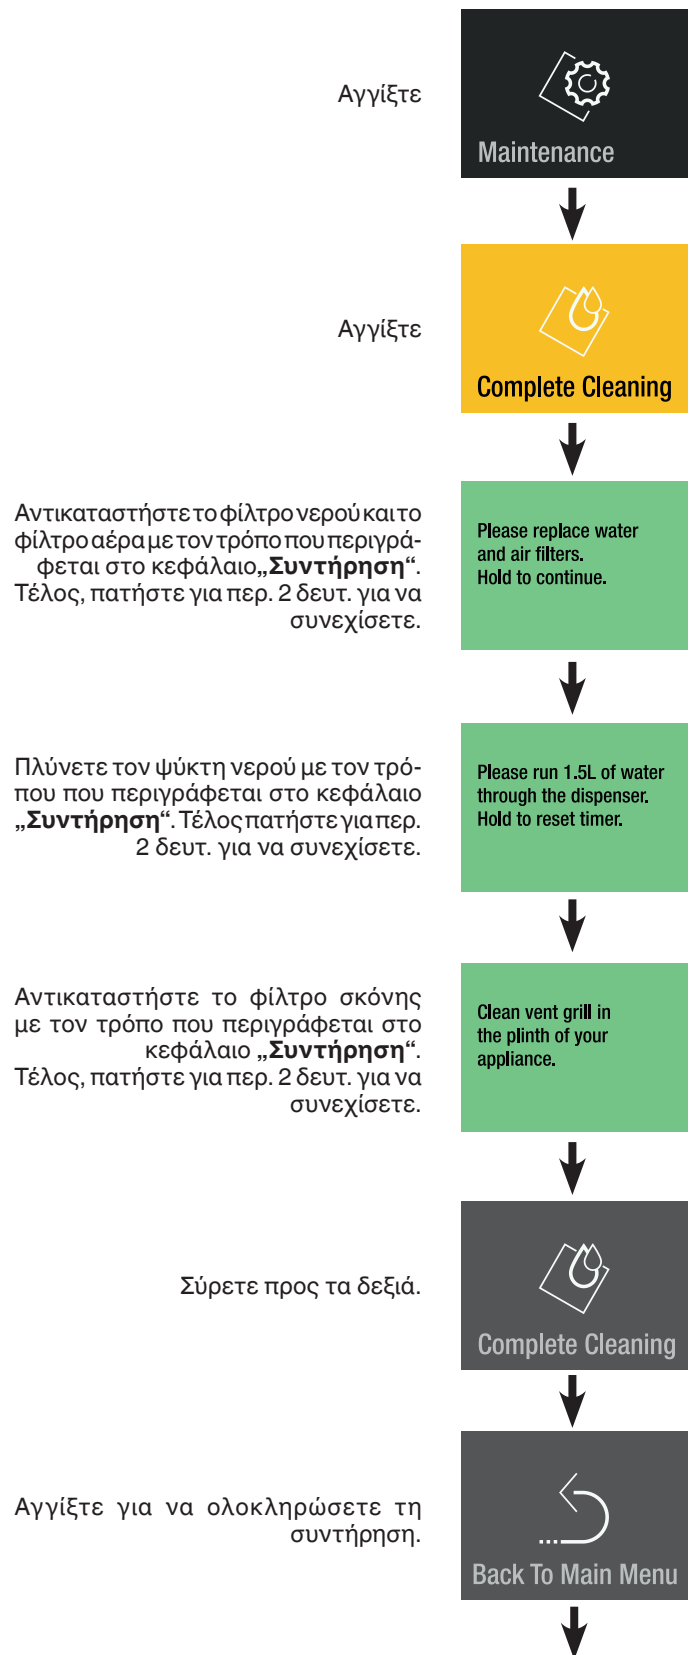 Αγγίξτε
Maintenance
Αγγίξτε
Complete Cleaning
Αντικαταστήστε το φίλτρο νερού και το
φίλτρο αέρα με τον τρόπο που περιγρά-
φεται στο κεφάλαιο „Συντήρηση“.
Τέλος, πατήστε για περ. 2 δευτ. για να
συνεχίσετε.
Please replace water
and air filters.
Hold to continue.
Πλύνετε τον ψύκτη νερού με τον τρό-
που που περιγράφεται στο κεφάλαιο
„Συντήρηση“. Τέλος πατήστε για περ.
2 δευτ. για να συνεχίσετε.
Please run 1.5L of water
through the dispenser.
Hold to reset timer.
Αντικαταστήστε το φίλτρο σκόνης
με τον τρόπο που περιγράφεται στο
κεφάλαιο „Συντήρηση“.
Τέλος, πατήστε για περ. 2 δευτ. για να
συνεχίσετε.
Clean vent grill in
the plinth of your
appliance.
Σύρετε προς τα δεξιά.
Complete Cleaning
Αγγίξτε για να ολοκληρώσετε τη
συντήρηση.
Back To Main Menu